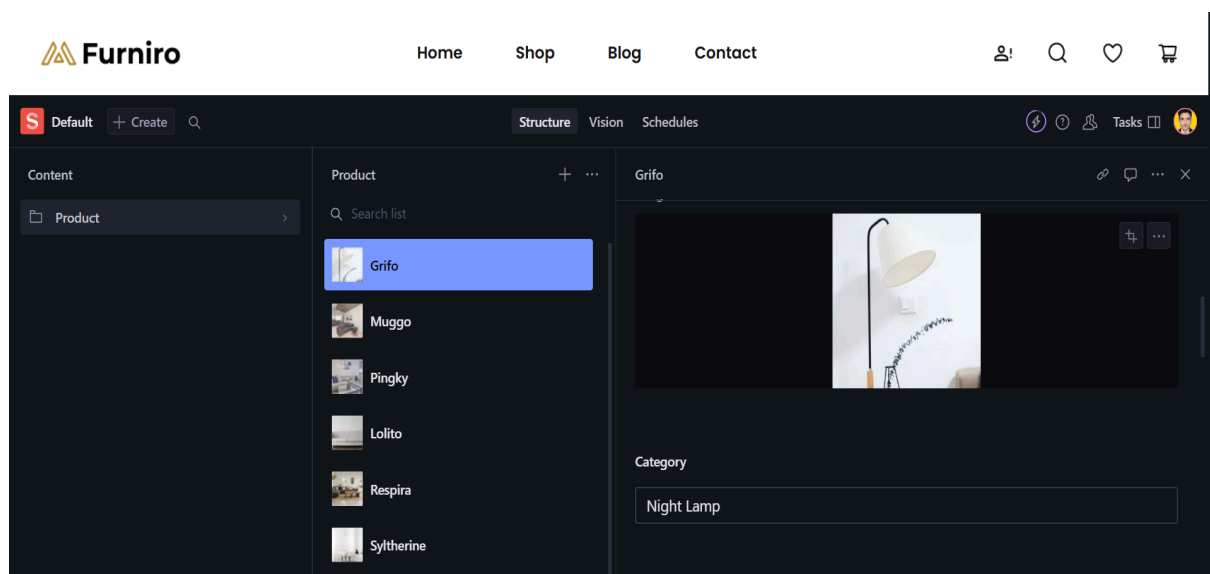 Furniro Home Shop Blog Contact
S Default + Create Structure Vision Schedules Tasks
Content
Product
Product
Search list
Grifo
Muggo
Pingky
Lolito
Respira
Syltherine
Grifo
Category
Night Lamp